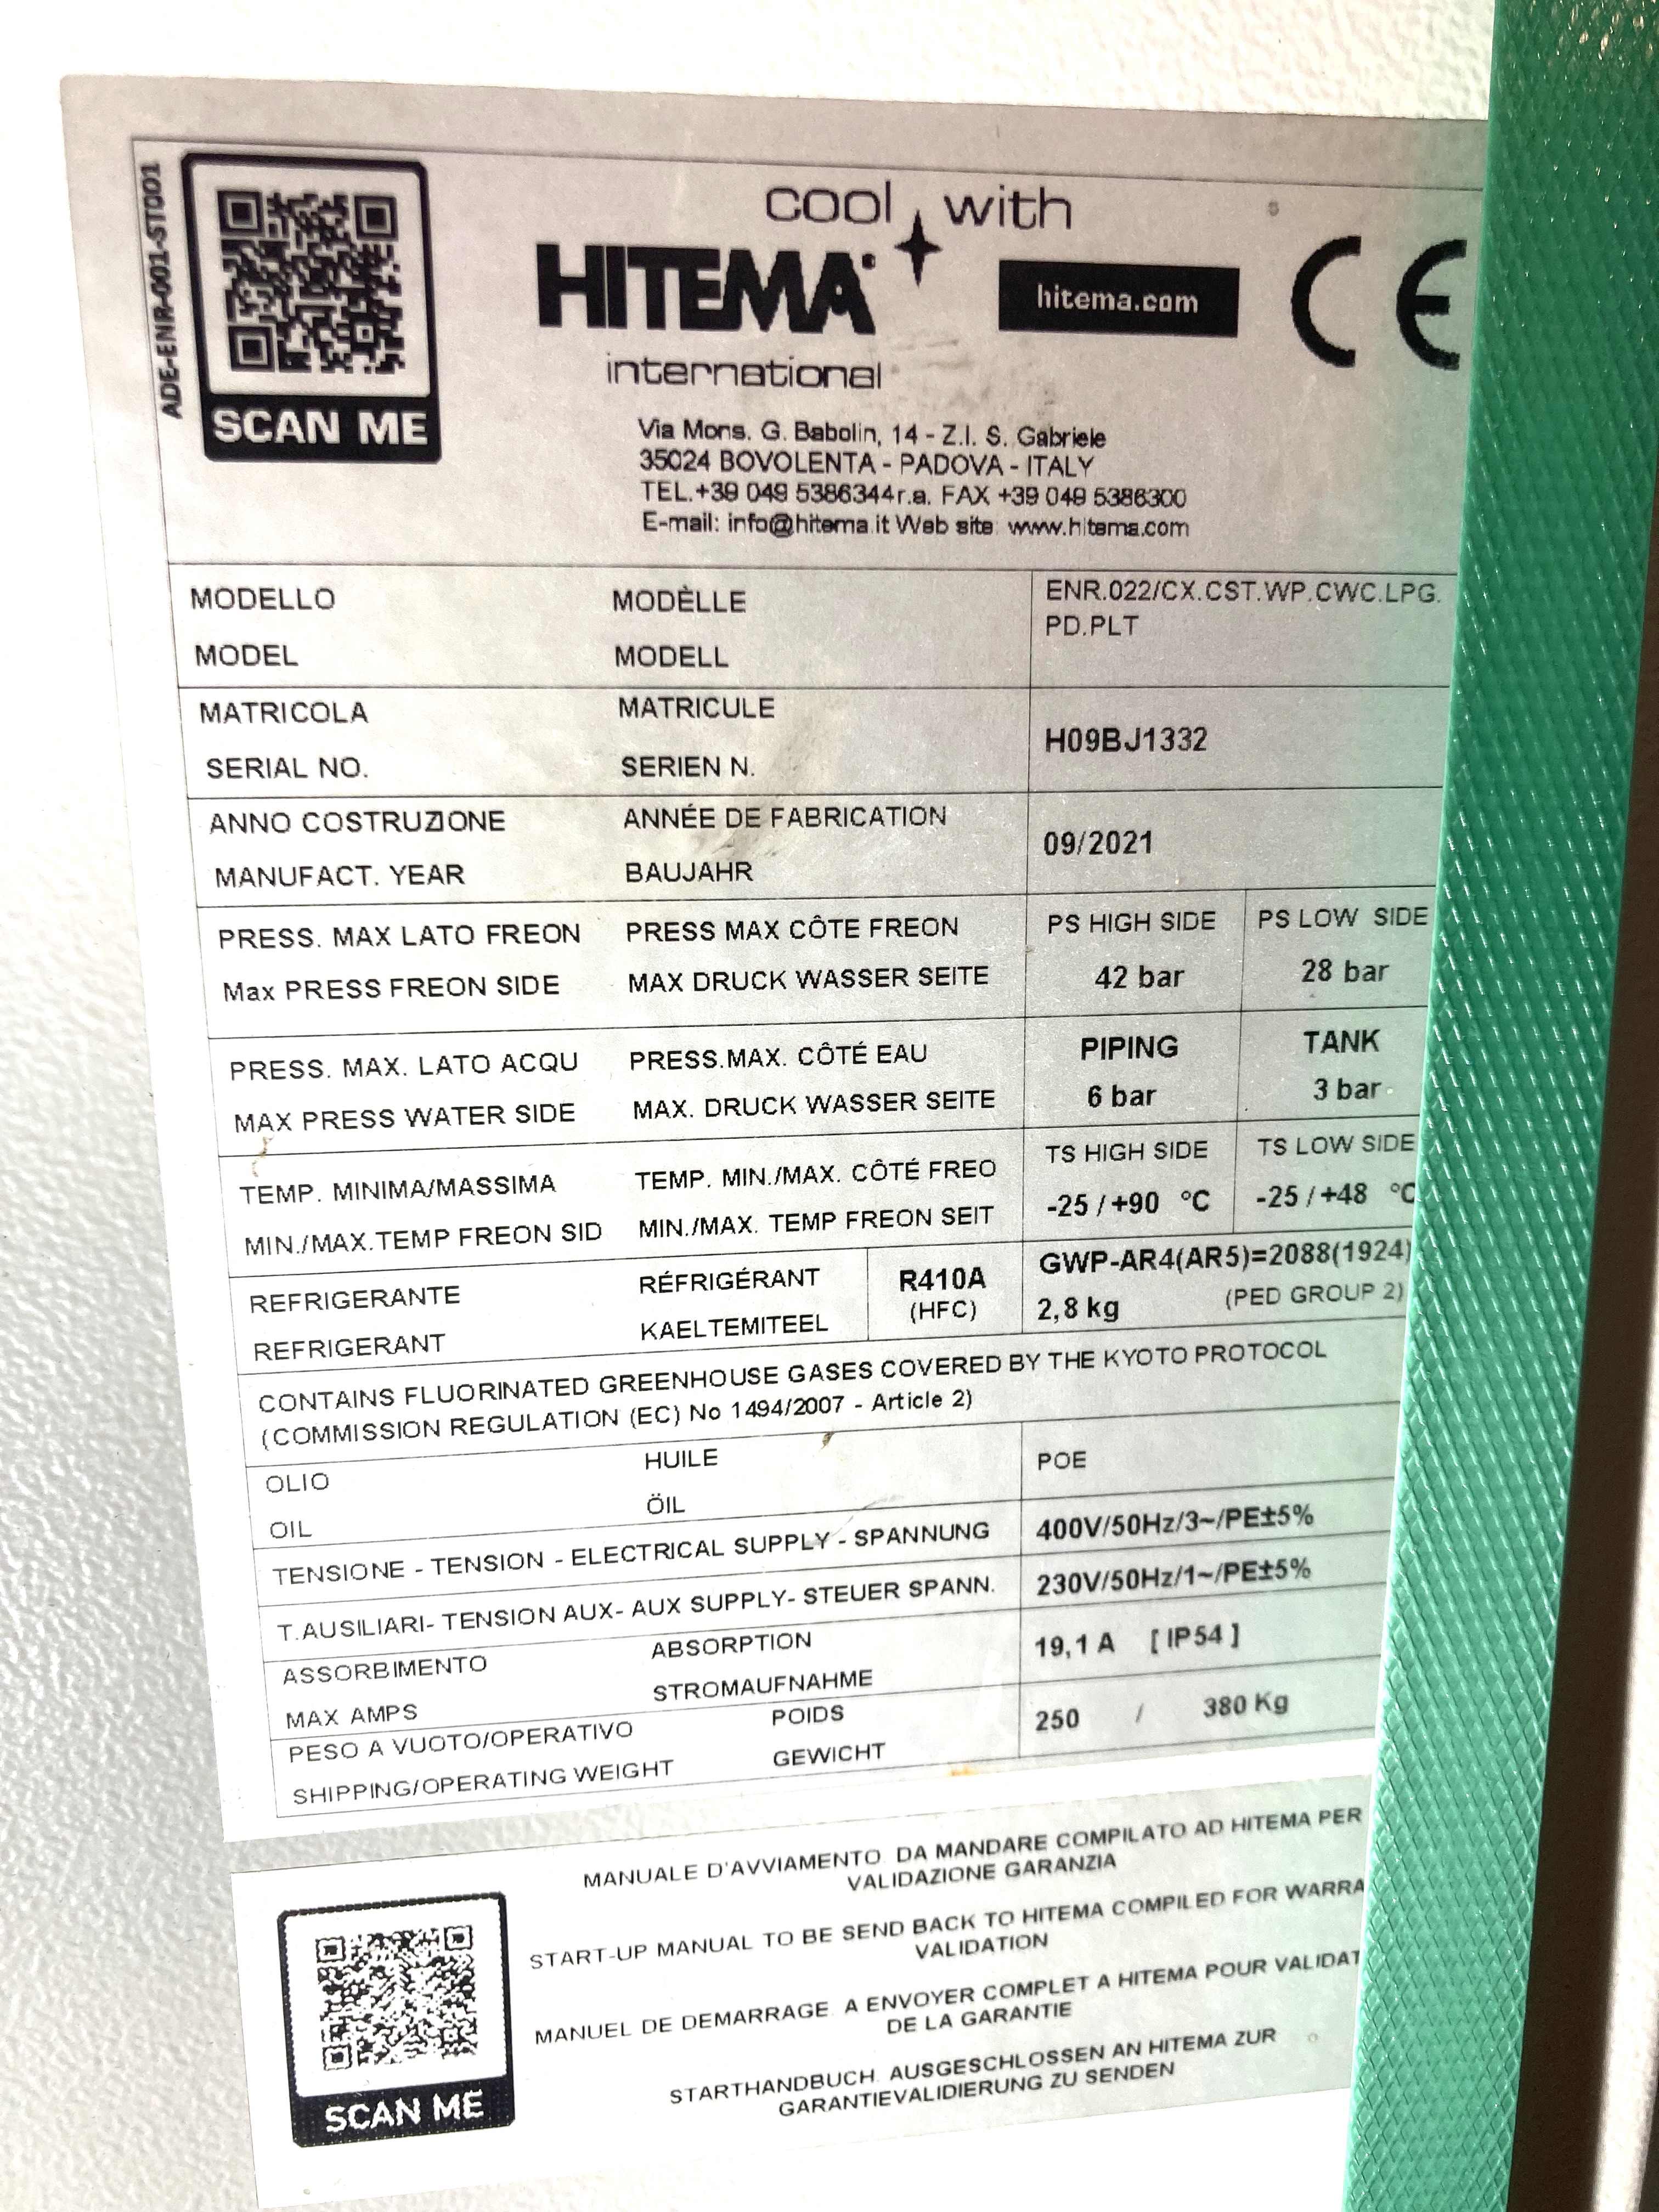 ADE-ENR-001-ST001
SCAN ME
cool with
HITEMA
international
hitema.com
CE
Via Mons. G. Babolin, 14 - Z.I. S. Gabriele
35024 BOVOLENTA - PADOVA - ITALY
TEL.+39 049 5386344r.a. FAX +39 049 5386300
E-mail: info@hitema.it Web site: www.hitema.com
MODELLO MODÈLLE ENR.022/CX.CST.WP.CWC.LPG.
PD.PLT
MODEL MODELL
MATRICOLA MATRICULE
H09BJ1332
SERIAL NO. SERIEN N.
ANNO COSTRUZIONE ANNÉE DE FABRICATION
09/2021
MANUFACT. YEAR BAUJAHR
PRESS. MAX LATO FREON PRESS MAX CÔTE FREON PS HIGH SIDE PS LOW SIDE
Max PRESS FREON SIDE MAX DRUCK WASSER SEITE 42 bar 28 bar
PRESS. MAX. LATO ACQU PRESS.MAX. CÔTÉ EAU PIPING TANK
MAX PRESS WATER SIDE MAX. DRUCK WASSER SEITE 6 bar 3 bar
TEMP. MINIMA/MASSIMA TEMP. MIN./MAX. CÔTÉ FREO TS HIGH SIDE TS LOW SIDE
MIN./MAX.TEMP FREON SID MIN./MAX. TEMP FREON SEIT -25 / +90 °C -25 / +48 °C
REFRIGERANTE RÉFRIGÉRANT R410A GWP-AR4(AR5)=2088(1924)
REFRIGERANT KAELTEMITEEL (HFC) 2,8 kg (PED GROUP 2)
CONTAINS FLUORINATED GREENHOUSE GASES COVERED BY THE KYOTO PROTOCOL
(COMMISSION REGULATION (EC) No 1494/2007 - Article 2)
OLIO HUILE
POE
OIL ÖIL
TENSIONE - TENSION - ELECTRICAL SUPPLY - SPANNUNG 400V/50Hz/3~/PE±5%
T.AUSILIARI- TENSION AUX- AUX SUPPLY- STEUER SPANN. 230V/50Hz/1~/PE±5%
ASSORBIMENTO ABSORPTION 19,1 A [ IP54 ]
MAX AMPS STROMAUFNAHME
PESO A VUOTO/OPERATIVO POIDS 250 / 380 Kg
SHIPPING/OPERATING WEIGHT GEWICHT
MANUALE D'AVVIAMENTO. DA MANDARE COMPILATO AD HITEMA PER
VALIDAZIONE GARANZIA
START-UP MANUAL TO BE SEND BACK TO HITEMA COMPILED FOR WARRA
VALIDATION
MANUEL DE DEMARRAGE. A ENVOYER COMPLET A HITEMA POUR VALIDAT
DE LA GARANTIE
STARTHANDBUCH. AUSGESCHLOSSEN AN HITEMA ZUR
GARANTIEVALIDIERUNG ZU SENDEN
SCAN ME